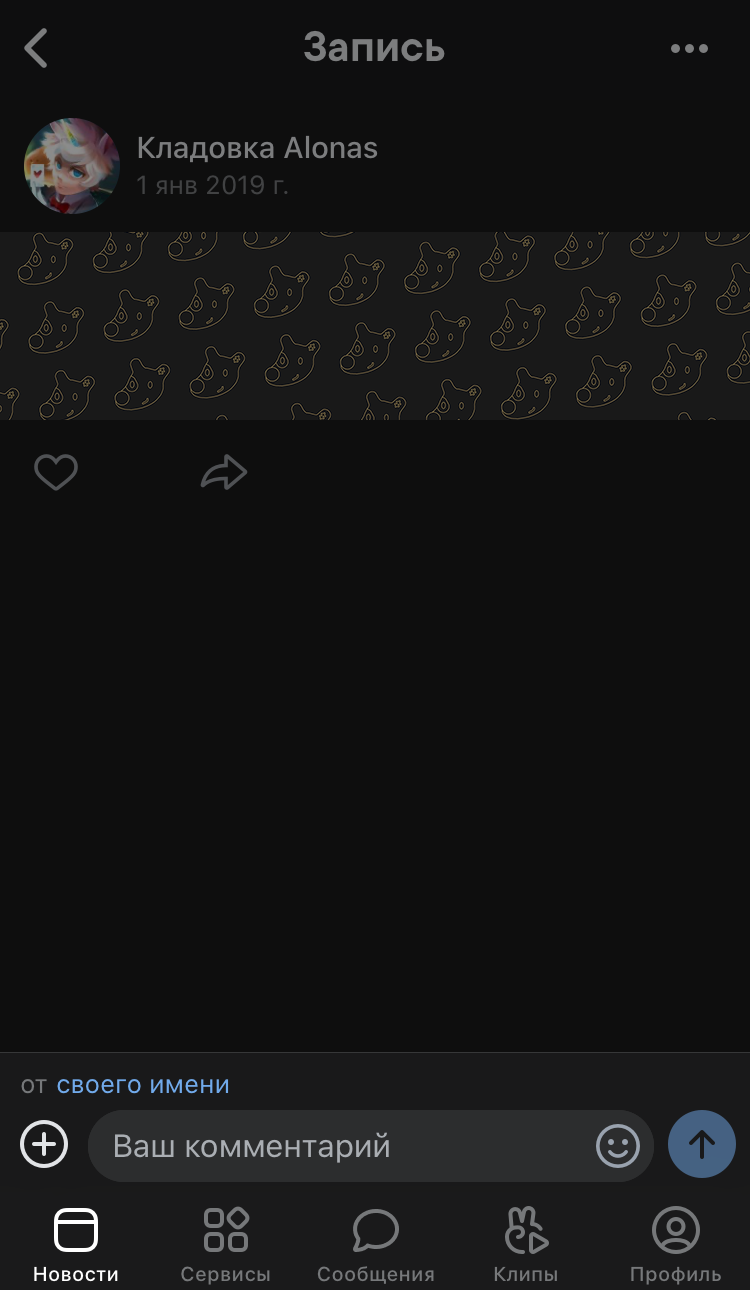 Запись
Кладовка Alonas
1 янв 2019 г.
от своего имени
Ваш комментарий
Новости
Сервисы
Сообщения
Клипы
Профиль